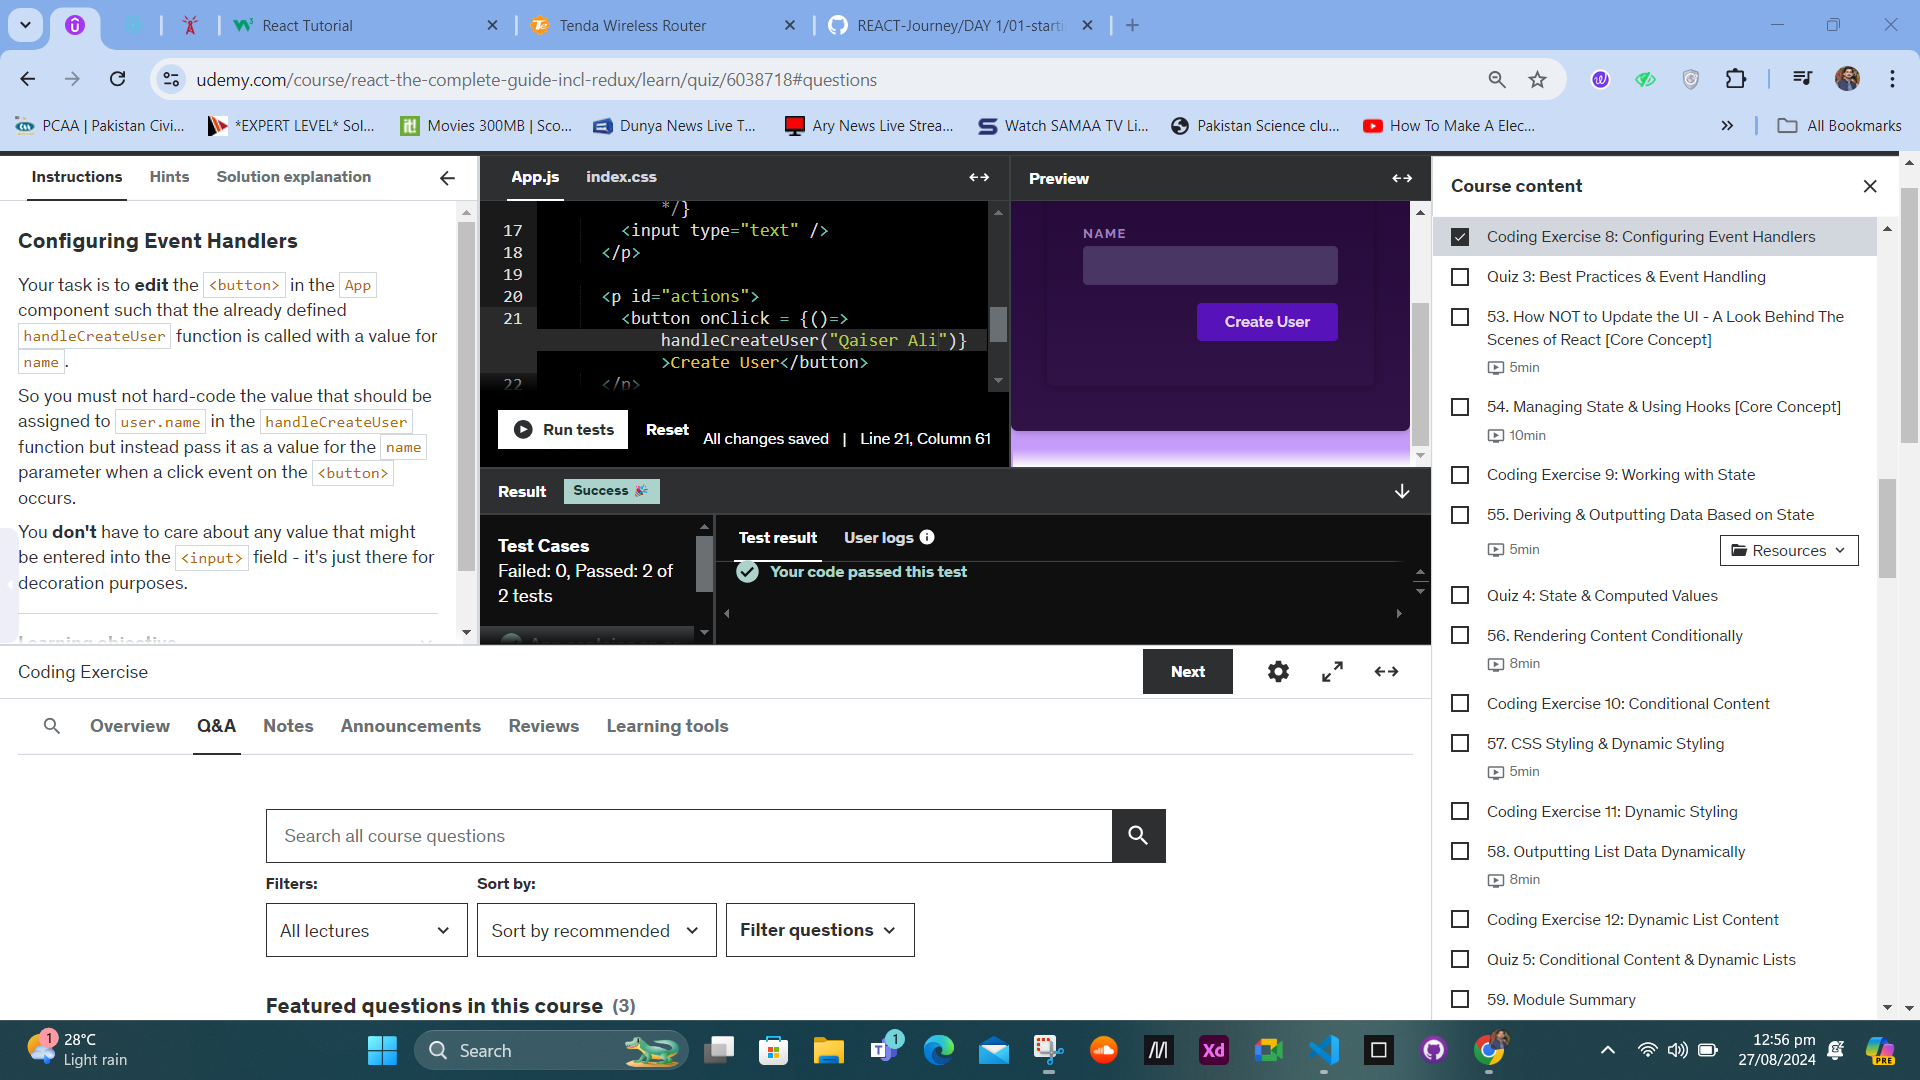 React Tutorial
Tenda Wireless Router
REACT-Journey/DAY 1/01-starti
udemy.com/course/react-the-complete-guide-incl-redux/learn/quiz/6038718#questions
PCAA | Pakistan Civi...
*EXPERT LEVEL* Sol...
Movies 300MB | Sco...
Dunya News Live T...
Ary News Live Strea...
Watch SAMAA TV Li...
Pakistan Science clu...
How To Make A Elec...
All Bookmarks
Instructions
Hints
Solution explanation
Configuring Event Handlers
Your task is to edit the <button> in the App
component such that the already defined
handleCreateUser function is called with a value for
name.
So you must not hard-code the value that should be
assigned to user.name in the handleCreateUser
function but instead pass it as a value for the name
parameter when a click event on the <button>
occurs.
You don't have to care about any value that might
be entered into the <input> field - it's just there for
decoration purposes.
Learning objective
App.js
index.css
*/}
17 <input type="text" />
18 </p>
19
20 <p id="actions">
21 <button onClick = {()=>
handleCreateUser("Qaiser Ali")}
>Create User</button>
22 </p>
Run tests
Reset
All changes saved | Line 21, Column 61
Preview
NAME
Create User
Result
Success
Test Cases
Failed: 0, Passed: 2 of
2 tests
Test result
User logs
Your code passed this test
Coding Exercise
Next
Overview
Q&A
Notes
Announcements
Reviews
Learning tools
Search all course questions
Filters:
Sort by:
All lectures
Sort by recommended
Filter questions
Featured questions in this course (3)
Course content
Coding Exercise 8: Configuring Event Handlers
Quiz 3: Best Practices & Event Handling
53. How NOT to Update the UI - A Look Behind The
Scenes of React [Core Concept]
5min
54. Managing State & Using Hooks [Core Concept]
10min
Coding Exercise 9: Working with State
55. Deriving & Outputting Data Based on State
5min
Resources
Quiz 4: State & Computed Values
56. Rendering Content Conditionally
8min
Coding Exercise 10: Conditional Content
57. CSS Styling & Dynamic Styling
5min
Coding Exercise 11: Dynamic Styling
58. Outputting List Data Dynamically
8min
Coding Exercise 12: Dynamic List Content
Quiz 5: Conditional Content & Dynamic Lists
59. Module Summary
1
28°C
Light rain
Search
1
Xd
PRE
12:56 pm
27/08/2024